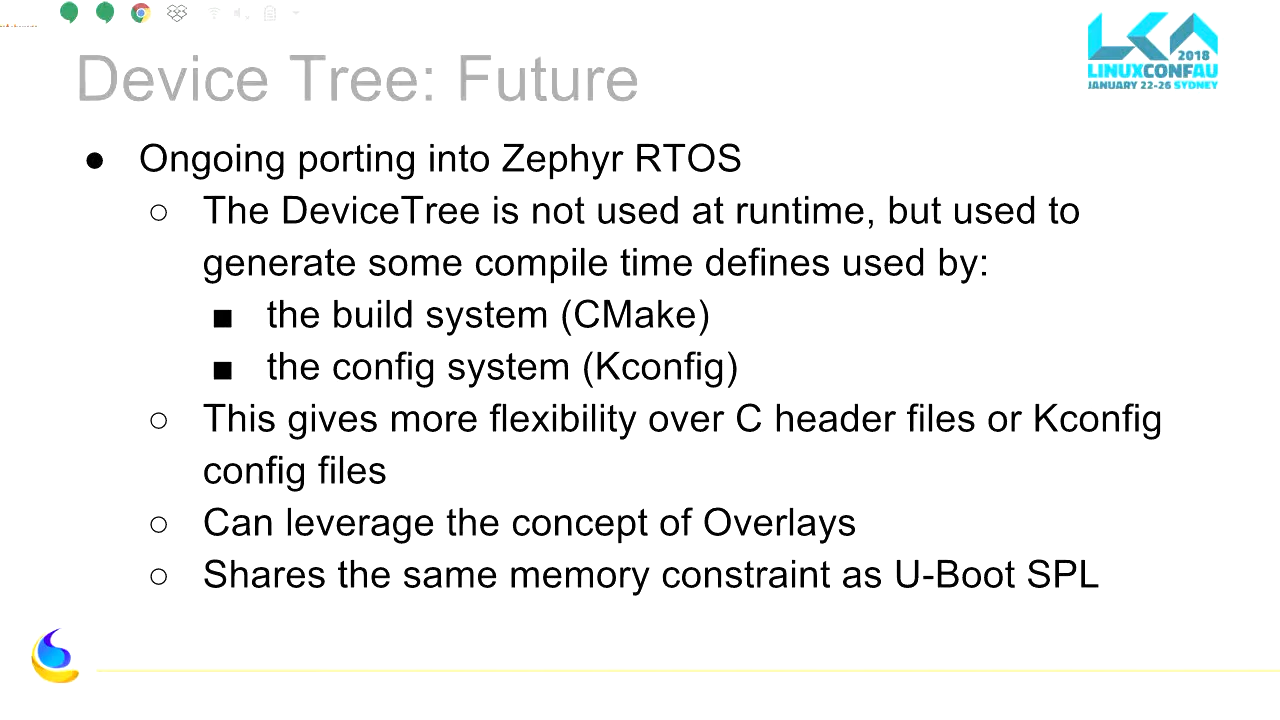 Device Tree: Future
2018
LINUXCONFAU
JANUARY 22-26 SYDNEY
● Ongoing porting into Zephyr RTOS
○ The DeviceTree is not used at runtime, but used to
generate some compile time defines used by:
■ the build system (CMake)
■ the config system (Kconfig)
○ This gives more flexibility over C header files or Kconfig
config files
○ Can leverage the concept of Overlays
○ Shares the same memory constraint as U-Boot SPL